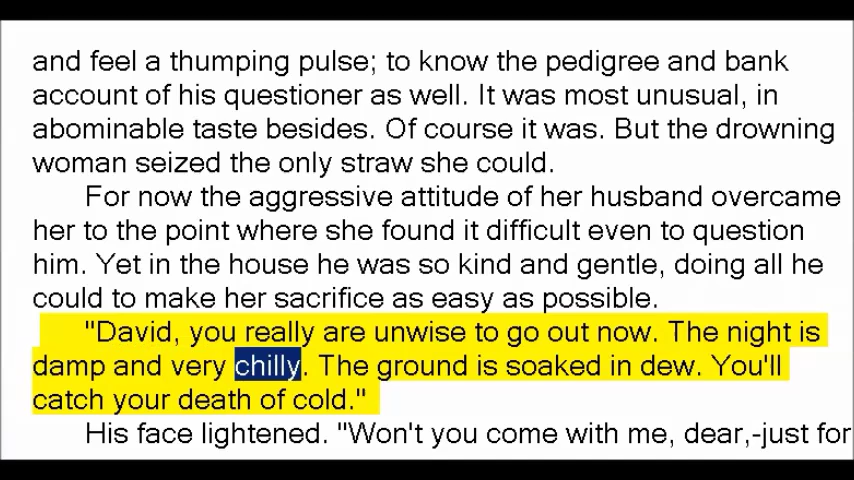 and feel a thumping pulse; to know the pedigree and bank
account of his questioner as well. It was most unusual, in
abominable taste besides. Of course it was. But the drowning
woman seized the only straw she could.
For now the aggressive attitude of her husband overcame
her to the point where she found it difficult even to question
him. Yet in the house he was so kind and gentle, doing all he
could to make her sacrifice as easy as possible.
"David, you really are unwise to go out now. The night is
damp and very chilly. The ground is soaked in dew. You'll
catch your death of cold."
His face lightened. "Won't you come with me, dear,-just for